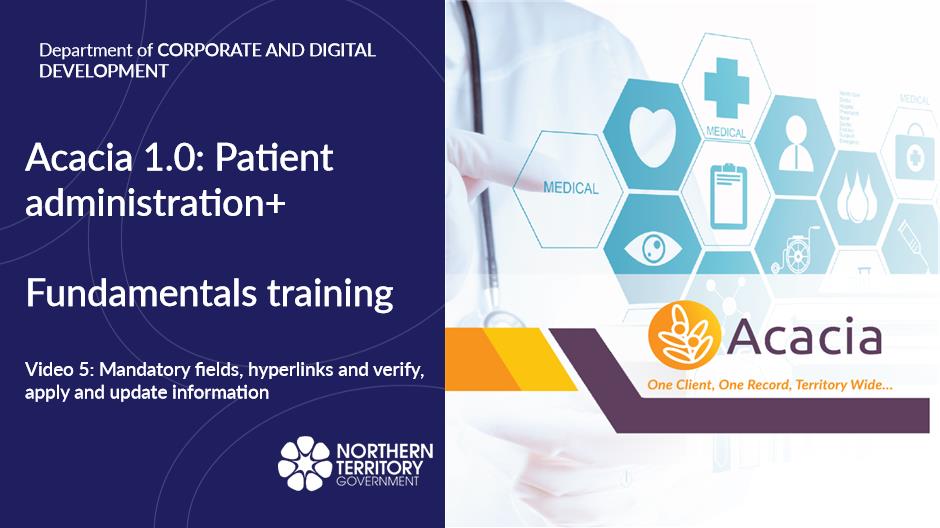 Department of CORPORATE AND DIGITAL
DEVELOPMENT
Acacia 1.0: Patient
administration+
Fundamentals training
Video 5: Mandatory fields, hyperlinks and verify,
apply and update information
NORTHERN
TERRITORY
GOVERNMENT
MEDICAL
MEDICAL
MEDICAL
Acacia
One Client, One Record, Territory Wide...